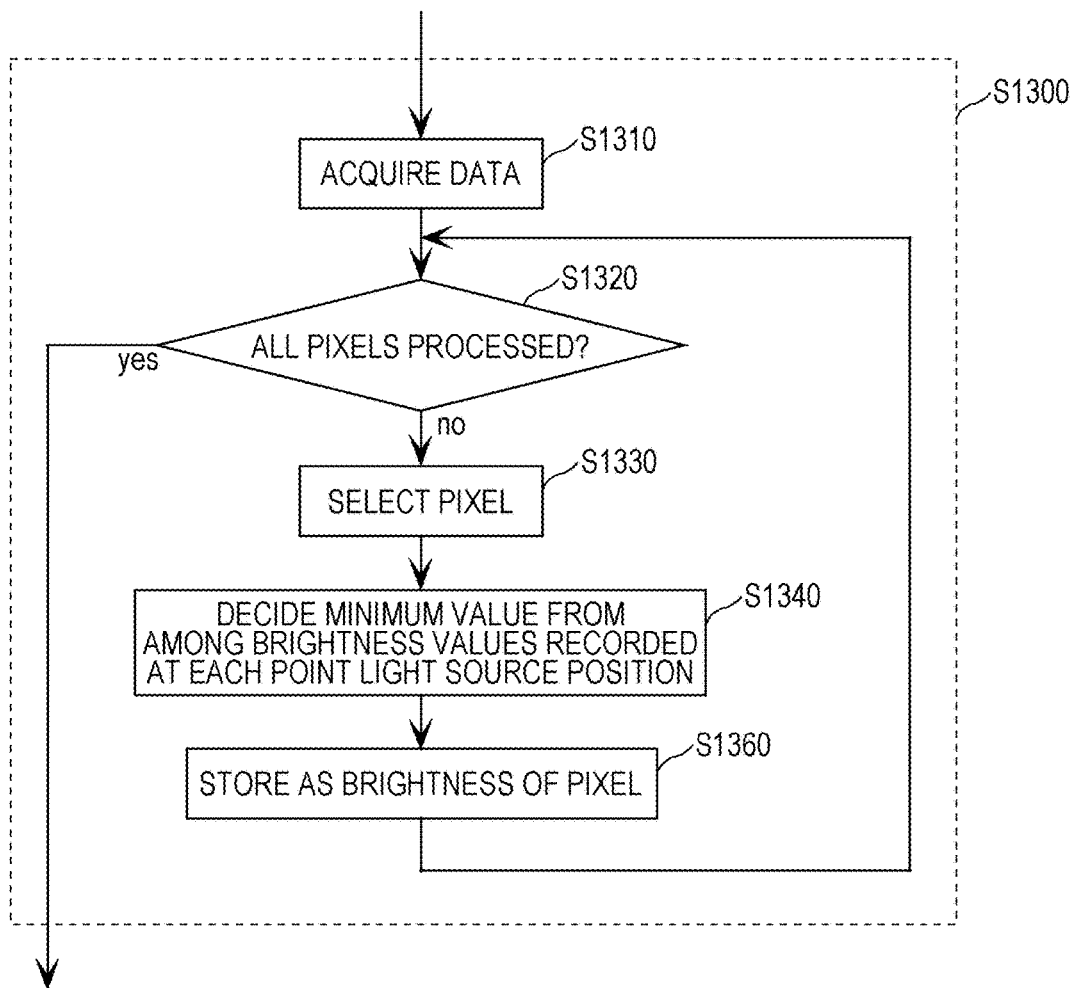 S1300
S1310
ACQUIRE DATA
S1320
ALL PIXELS PROCESSED?
yes
no
S1330
SELECT PIXEL
S1340
DECIDE MINIMUM VALUE FROM
AMONG BRIGHTNESS VALUES RECORDED
AT EACH POINT LIGHT SOURCE POSITION
S1360
STORE AS BRIGHTNESS OF PIXEL